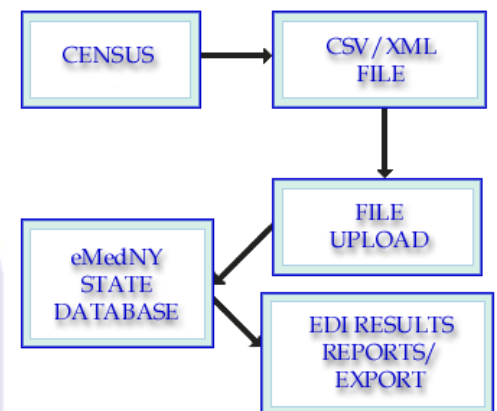 CENSUS
CSV/XML
FILE
FILE
UPLOAD
eMedNY
STATE
DATABASE
EDI RESULTS
REPORTS/
EXPORT